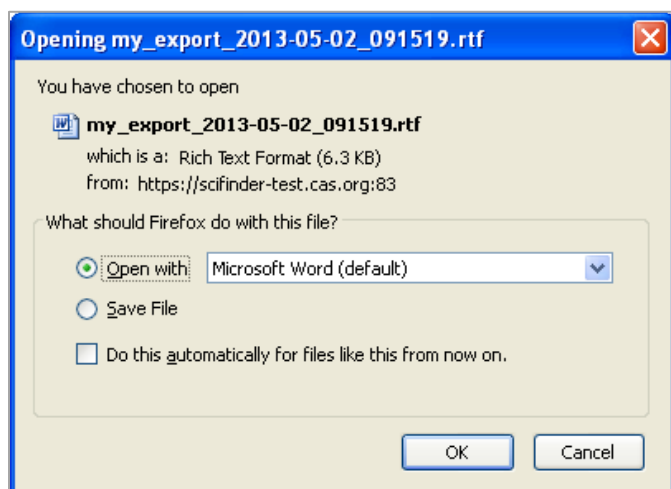 Opening my_export_2013-05-02_091519.rtf
You have chosen to open
my_export_2013-05-02_091519.rtf
which is a: Rich Text Format (6.3 KB)
from: https://scifinder-test.cas.org:83
What should Firefox do with this file?
Open with Microsoft Word (default)
Save File
Do this automatically for files like this from now on.
OK Cancel